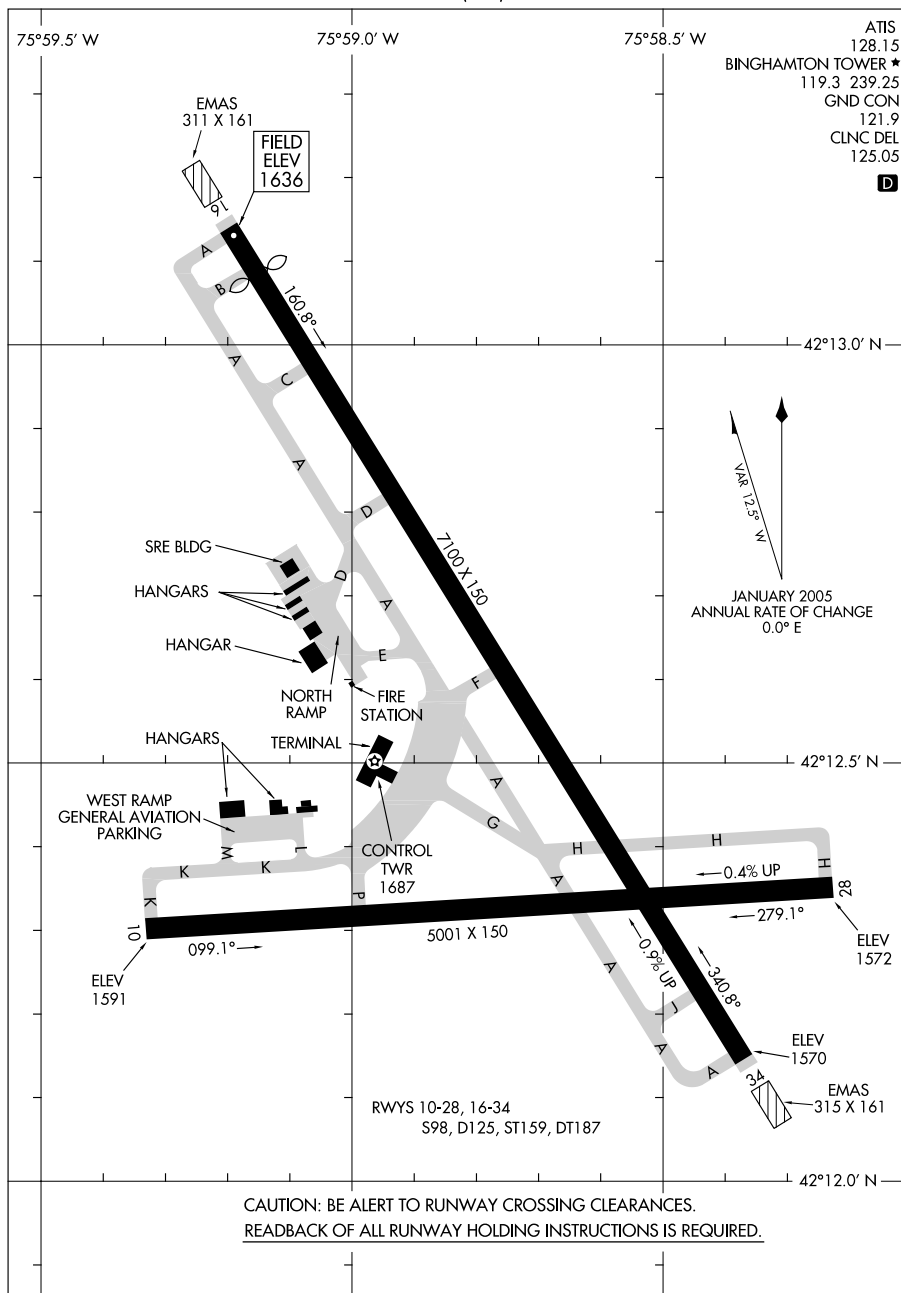 75°59.5' W
75°59.0' W
75°58.5' W
ATIS
128.15
BINGHAMTON TOWER ★
119.3 239.25
GND CON
121.9
CLNC DEL
125.05
D
EMAS
311 X 161
FIELD
ELEV
1636
16
A
B
160.8°
42°13.0' N
A
C
A
D
VAR 12.5° W
7100 X 150
SRE BLDG
D
HANGARS
A
JANUARY 2005
ANNUAL RATE OF CHANGE
0.0° E
HANGAR
E
F
NORTH
RAMP
FIRE
STATION
HANGARS
TERMINAL
42°12.5' N
WEST RAMP
GENERAL AVIATION
PARKING
A
G
H
H
M
L
K
K
CONTROL
TWR
1687
A
0.4% UP
H
28
K
P
10
099.1°
5001 X 150
279.1°
ELEV
1591
ELEV
1572
A
0.9% UP
340.8°
J
A
A
ELEV
1570
34
EMAS
315 X 161
RWYS 10-28, 16-34
S98, D125, ST159, DT187
42°12.0' N
CAUTION: BE ALERT TO RUNWAY CROSSING CLEARANCES.
READBACK OF ALL RUNWAY HOLDING INSTRUCTIONS IS REQUIRED.